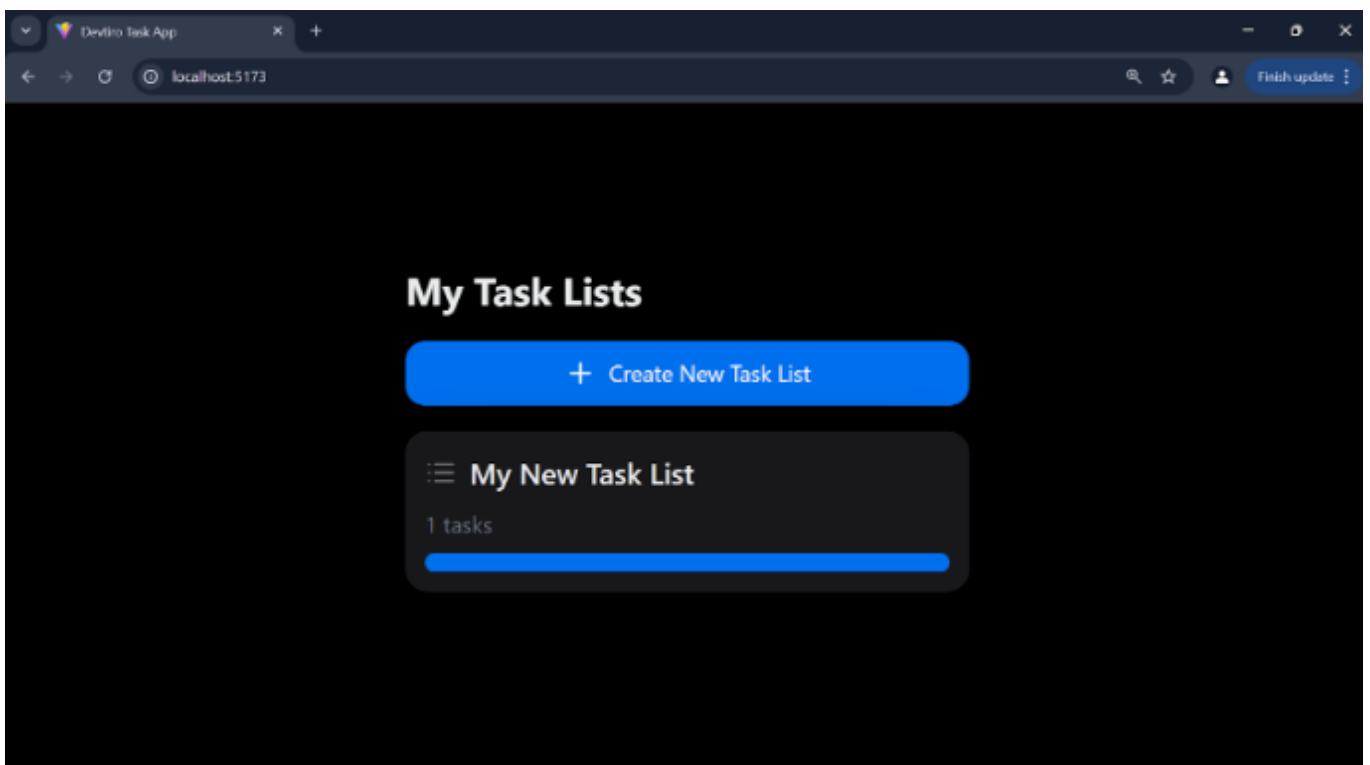 Devtiro Task App
localhost:5173
Finish update
My Task Lists
Create New Task List
My New Task List
1 tasks